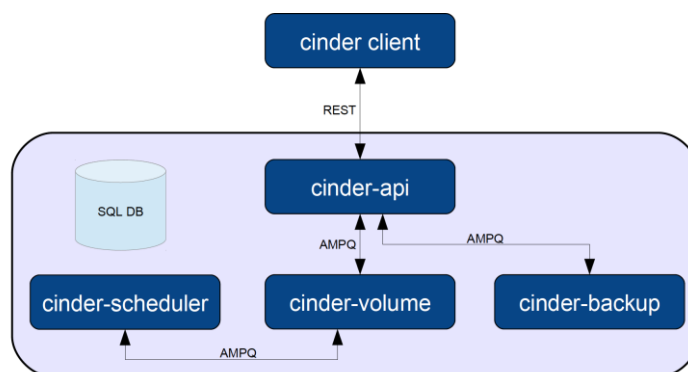 cinder client
REST
cinder-api
SQL DB
AMPQ
AMPQ
cinder-scheduler
cinder-volume
cinder-backup
AMPQ